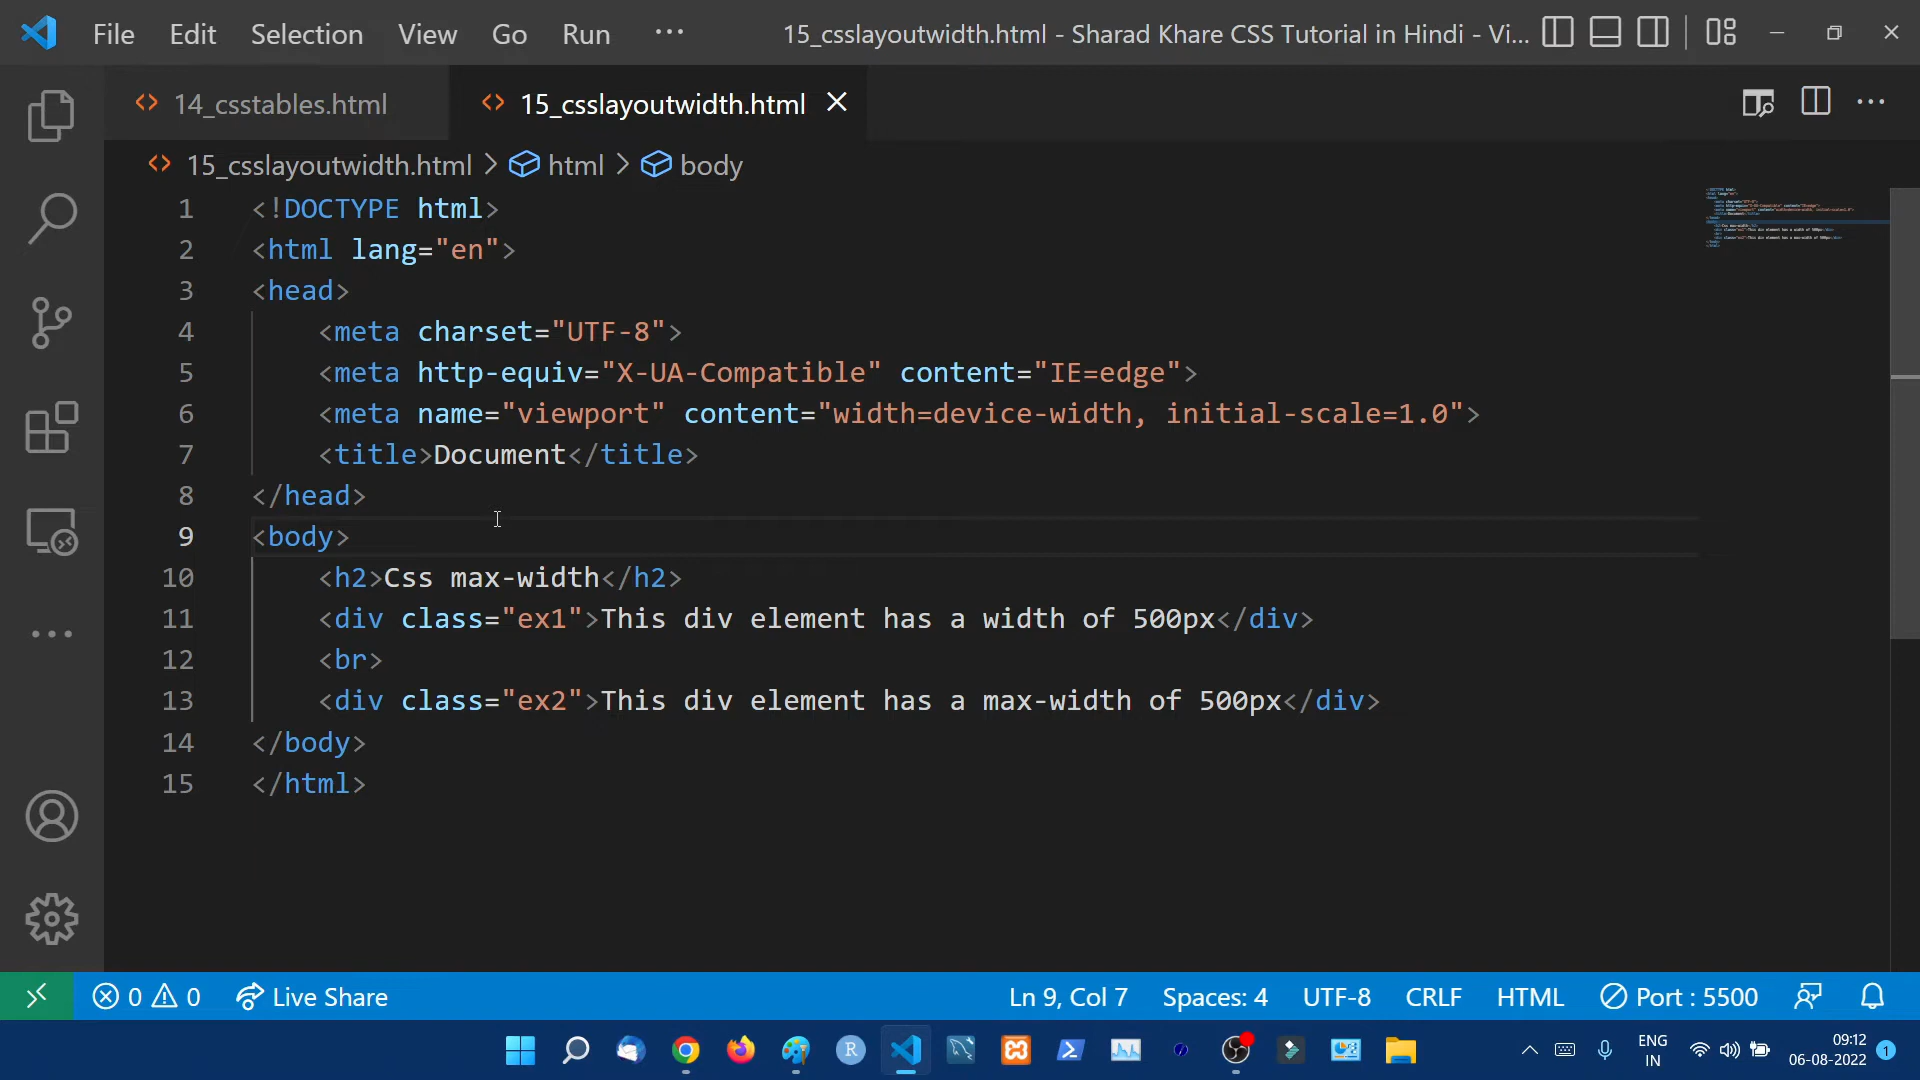 File Edit Selection View Go Run ··· 15_csslayoutwidth.html - Sharad Khare CSS Tutorial in Hindi - Vi...
14_csstables.html 15_csslayoutwidth.html
15_csslayoutwidth.html > html > body
1 <!DOCTYPE html>
2 <html lang="en">
3 <head>
4 <meta charset="UTF-8">
5 <meta http-equiv="X-UA-Compatible" content="IE=edge">
6 <meta name="viewport" content="width=device-width, initial-scale=1.0">
7 <title>Document</title>
8 </head>
9 <body>
10 <h2>Css max-width</h2>
11 <div class="ex1">This div element has a width of 500px</div>
12 <br>
13 <div class="ex2">This div element has a max-width of 500px</div>
14 </body>
15 </html>
0 0 Live Share Ln 9, Col 7 Spaces: 4 UTF-8 CRLF HTML Port : 5500
R ENG 09:12
IN 06-08-2022 1